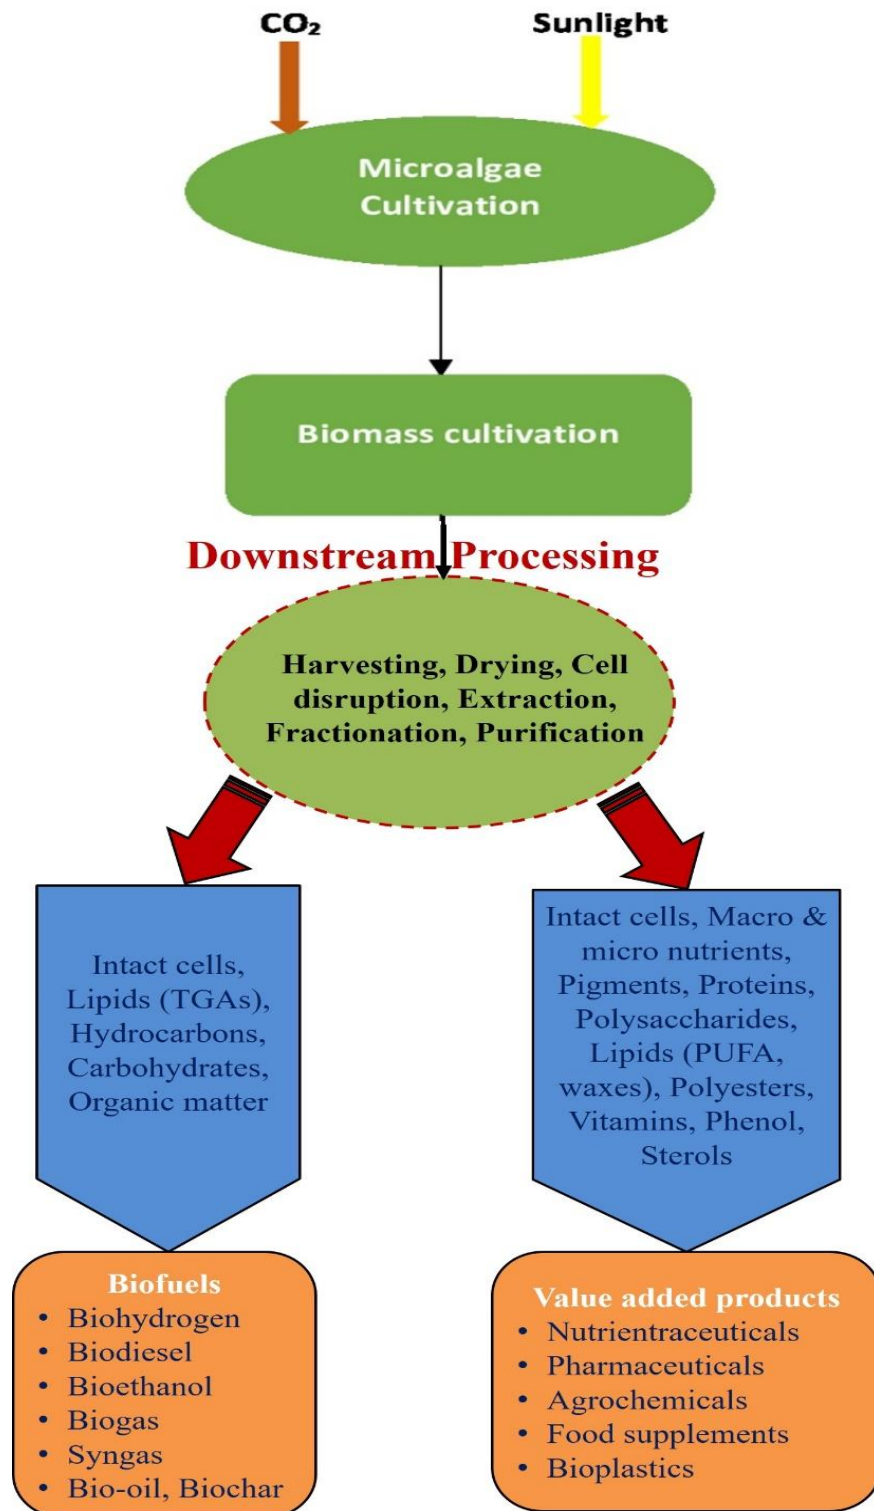 CO₂
Sunlight
Microalgae
Cultivation
Biomass cultivation
Downstream Processing
Harvesting, Drying, Cell
disruption, Extraction,
Fractionation, Purification
Intact cells,
Lipids (TGAs),
Hydrocarbons,
Carbohydrates,
Organic matter
Intact cells, Macro &
micro nutrients,
Pigments, Proteins,
Polysaccharides,
Lipids (PUFA,
waxes), Polyesters,
Vitamins, Phenol,
Sterols
Biofuels
• Biohydrogen
• Biodiesel
• Bioethanol
• Biogas
• Syngas
• Bio-oil, Biochar
Value added products
• Nutrientraceuticals
• Pharmaceuticals
• Agrochemicals
• Food supplements
• Bioplastics